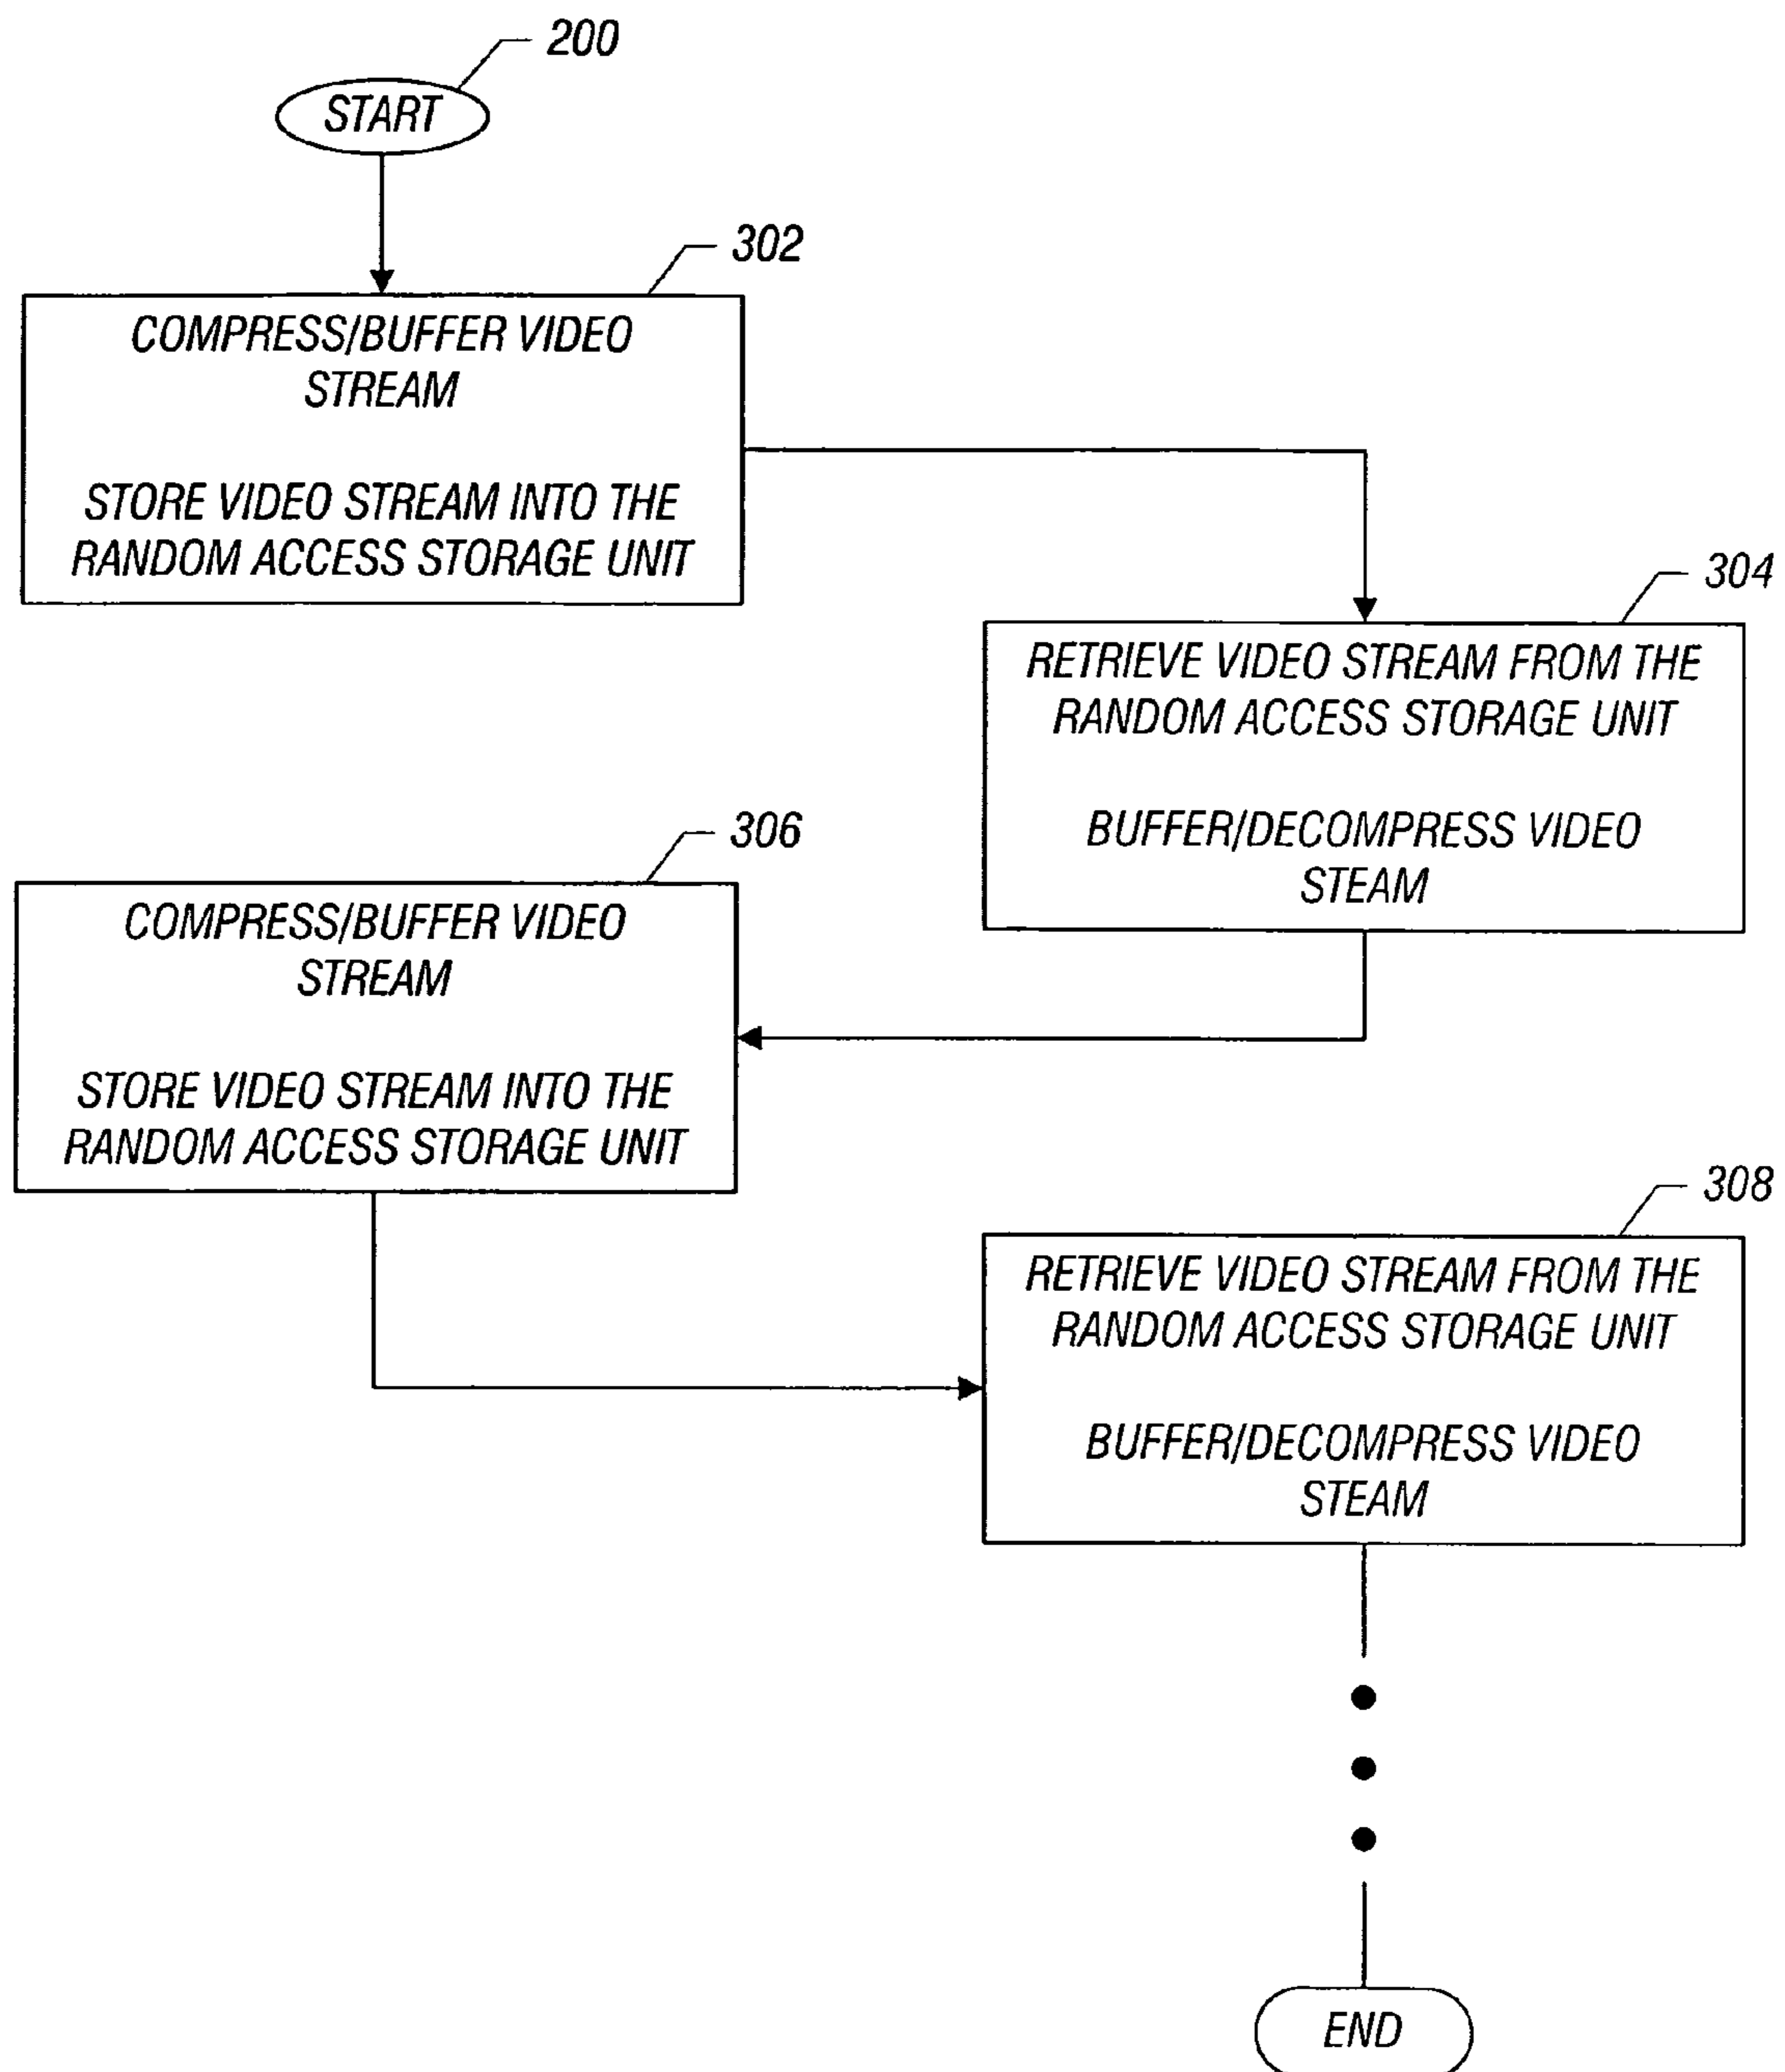 200
START
302
COMPRESS/BUFFER VIDEO
STREAM
STORE VIDEO STREAM INTO THE
RANDOM ACCESS STORAGE UNIT
304
RETRIEVE VIDEO STREAM FROM THE
RANDOM ACCESS STORAGE UNIT
BUFFER/DECOMPRESS VIDEO
STEAM
306
COMPRESS/BUFFER VIDEO
STREAM
STORE VIDEO STREAM INTO THE
RANDOM ACCESS STORAGE UNIT
308
RETRIEVE VIDEO STREAM FROM THE
RANDOM ACCESS STORAGE UNIT
BUFFER/DECOMPRESS VIDEO
STEAM
END